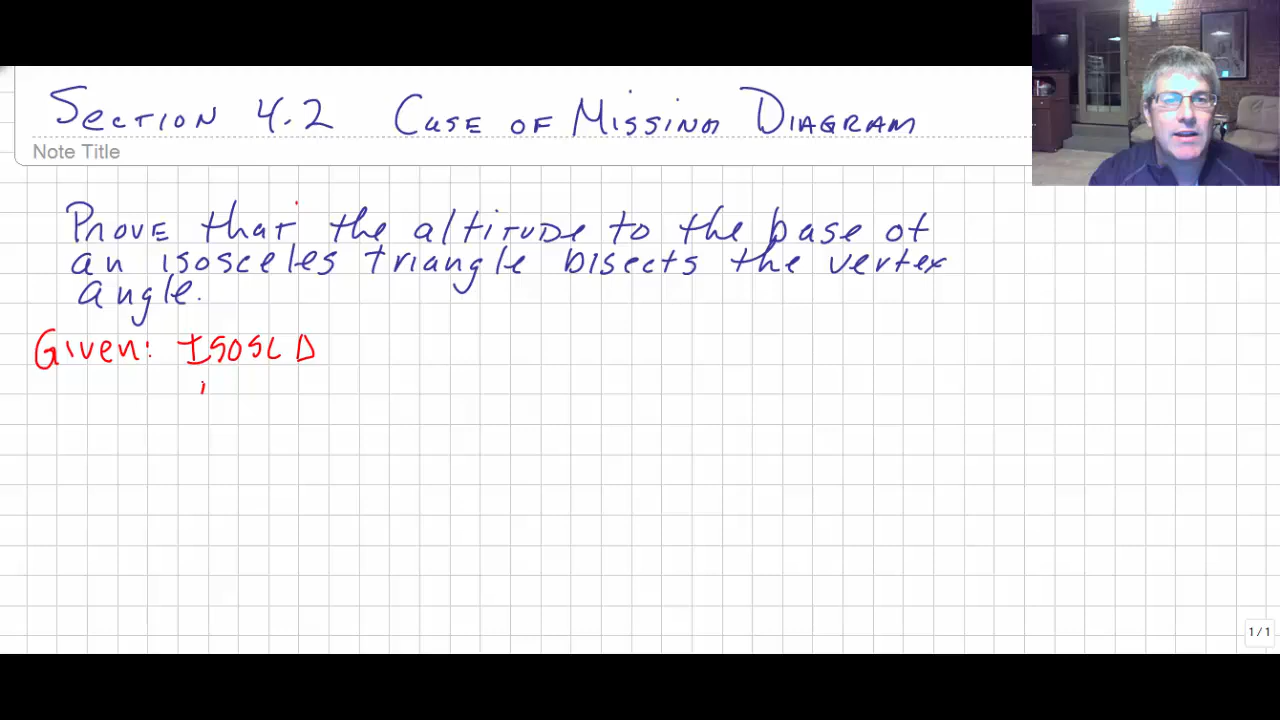 Section 4.2 Case of Missing Diagram
Note Title
Prove that the altitude to the base of
an isosceles triangle bisects the vertex
angle.
Given: Isosc Δ
1/1